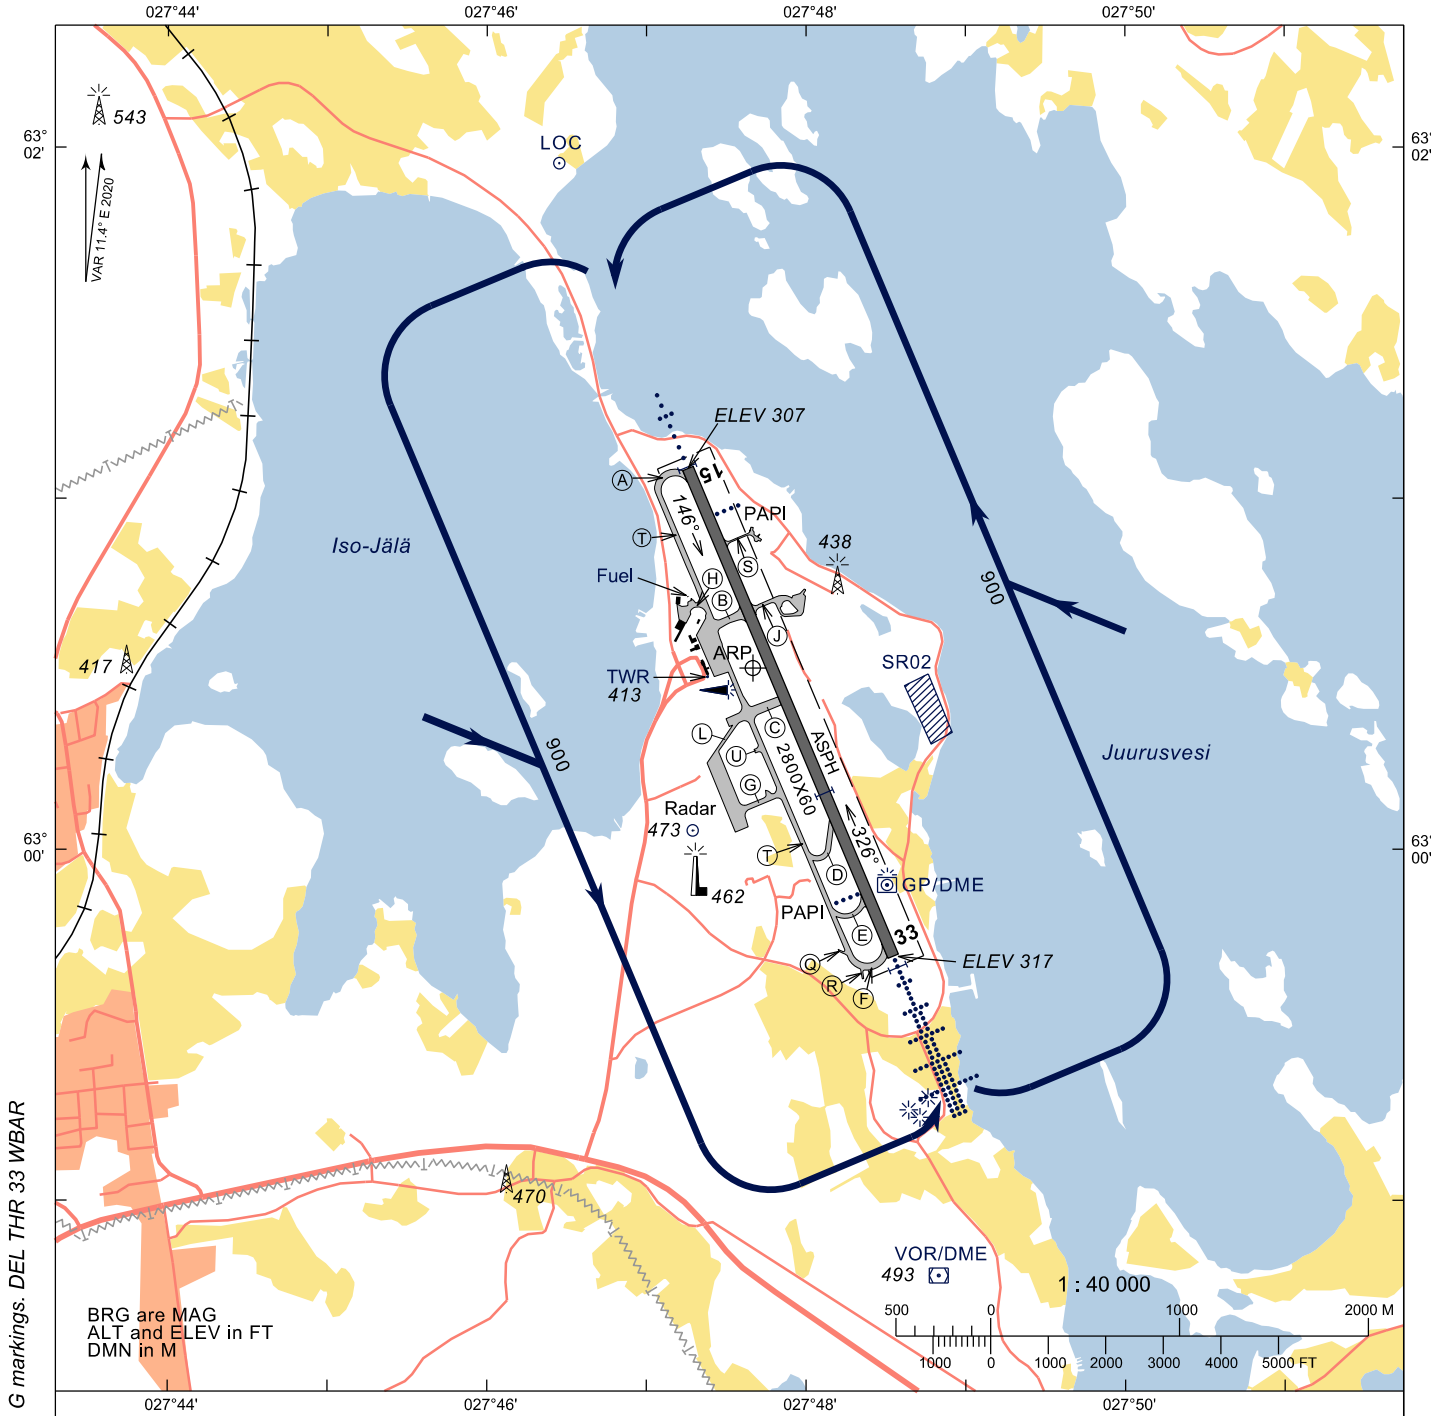 027°44'
027°46'
027°48'
027°50'
63°
02'
63°
02'
543
LOC
VAR 11.4° E 2020
ELEV 307
15
A
146°
PAPI
T
438
Iso-Jälä
S
Fuel
H
B
900
J
ARP
417
TWR
413
SR02
L
C
ASPH
Juurusvesi
900
U
2800X60
G
Radar
473
326°
63°
00'
63°
00'
T
D
GP/DME
462
PAPI
E
33
Q
ELEV 317
R
F
G markings. DEL THR 33 WBAR
470
VOR/DME
493
1 : 40 000
BRG are MAG
ALT and ELEV in FT
DMN in M
500
0
1000
2000 M
1000
0
1000
2000
3000
4000
5000 FT
027°44'
027°46'
027°48'
027°50'